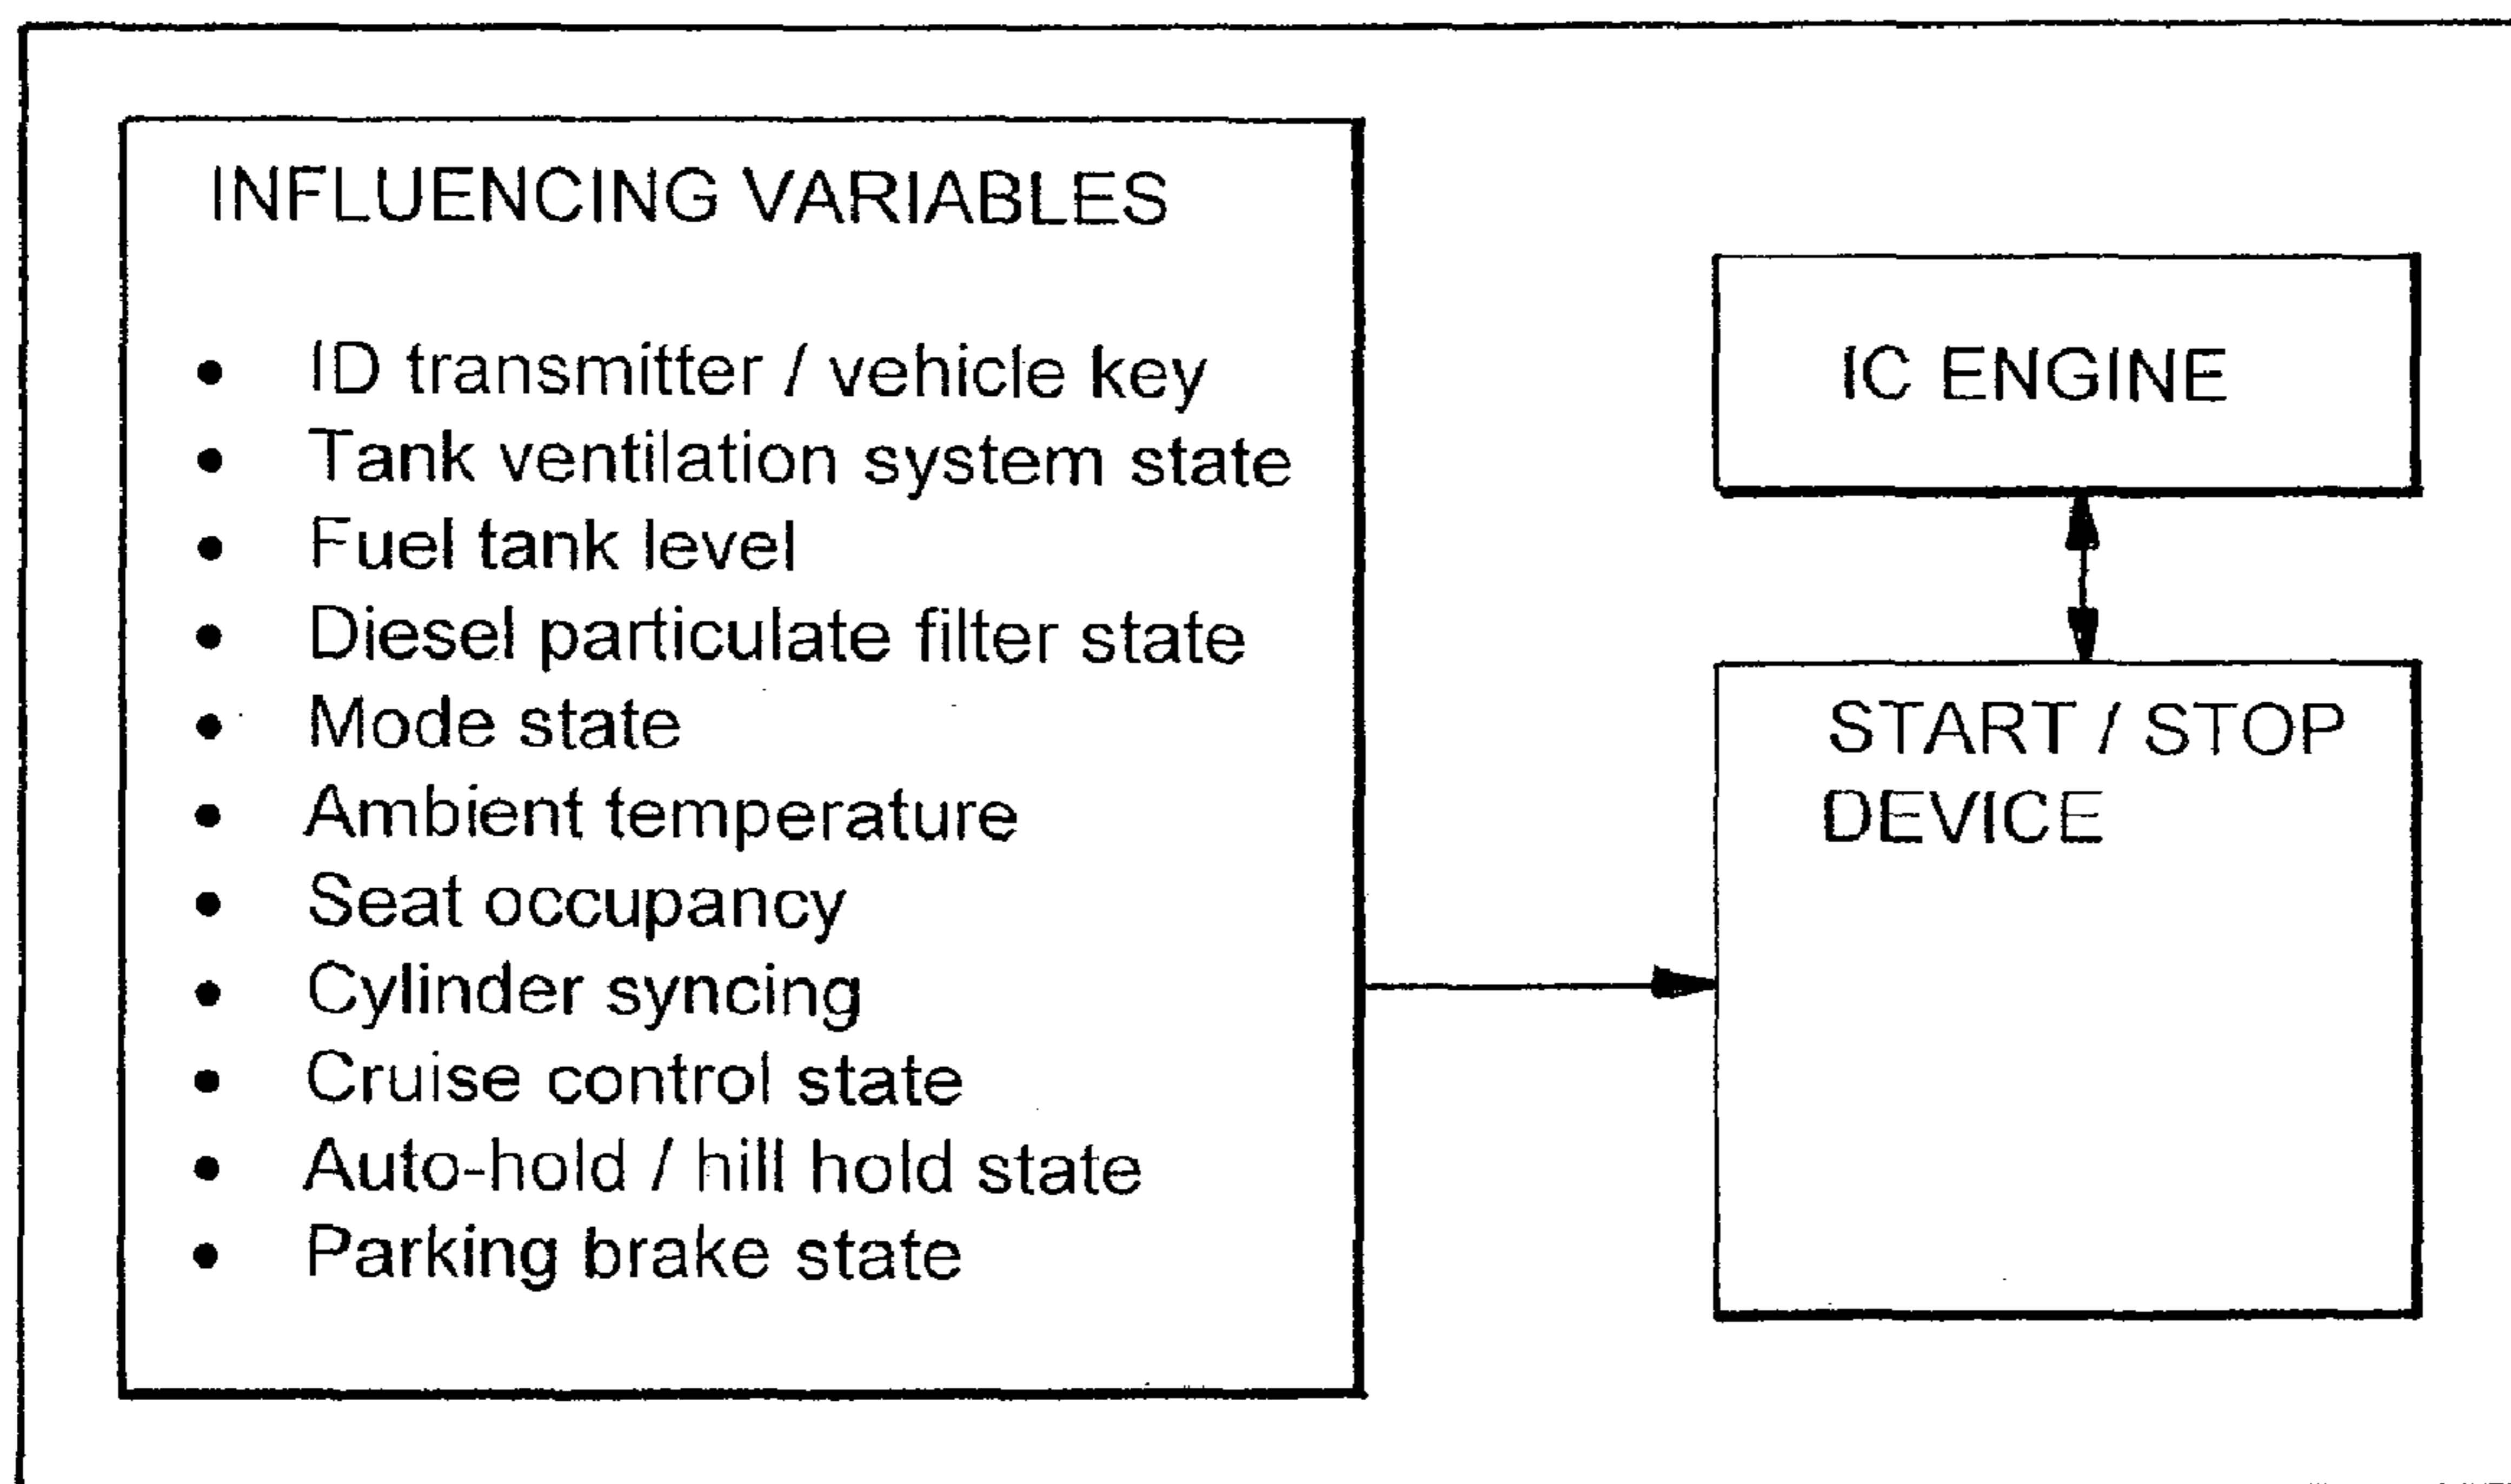 INFLUENCING VARIABLES
• ID transmitter / vehicle key
• Tank ventilation system state
• Fuel tank level
• Diesel particulate filter state
• Mode state
• Ambient temperature
• Seat occupancy
• Cylinder syncing
• Cruise control state
• Auto-hold / hill hold state
• Parking brake state
IC ENGINE
START / STOP
DEVICE